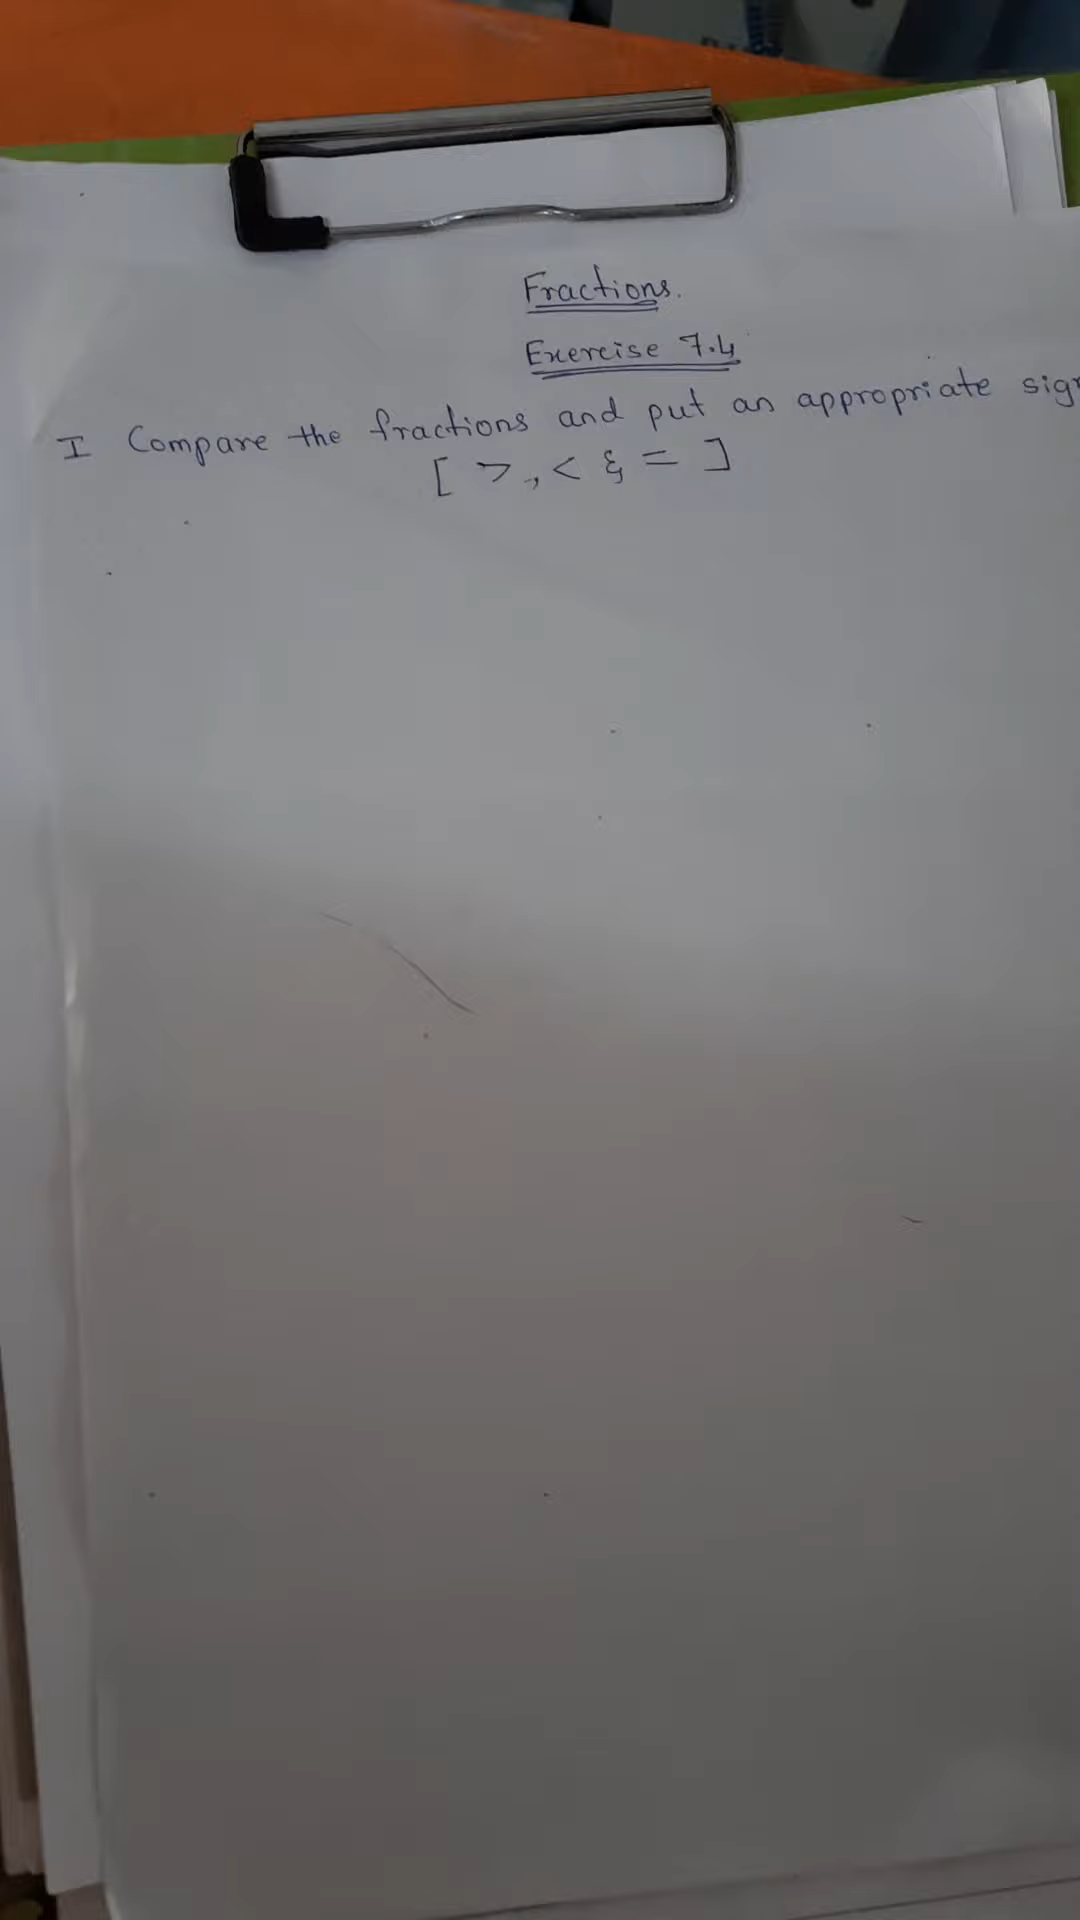 Fractions.
Exercise 7.4
I Compare the fractions and put an appropriate
[ >, < & = ]